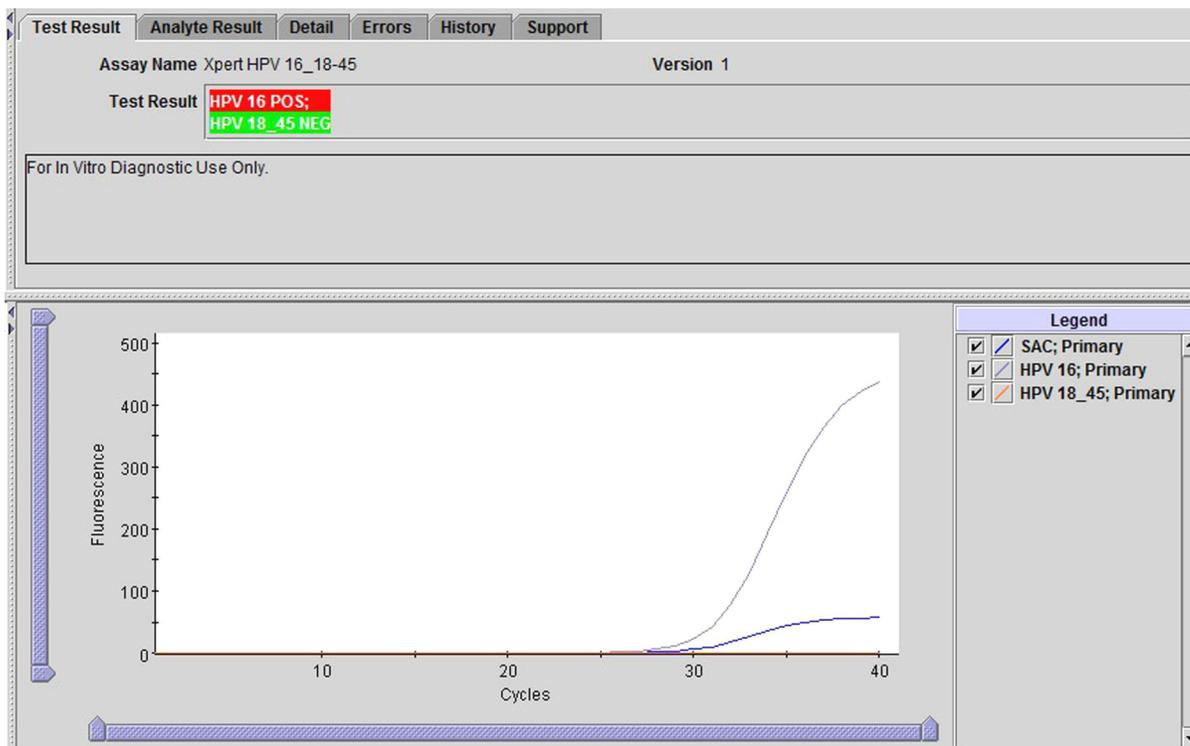 Test Result Analyte Result Detail Errors History Support
Assay Name Xpert HPV 16_18-45 Version 1
Test Result HPV 16 POS;
HPV 18_45 NEG
For In Vitro Diagnostic Use Only.
Legend
SAC; Primary
HPV 16; Primary
HPV 18_45; Primary
500
400
300
200
100
0
Fluorescence
10 20 30 40
Cycles